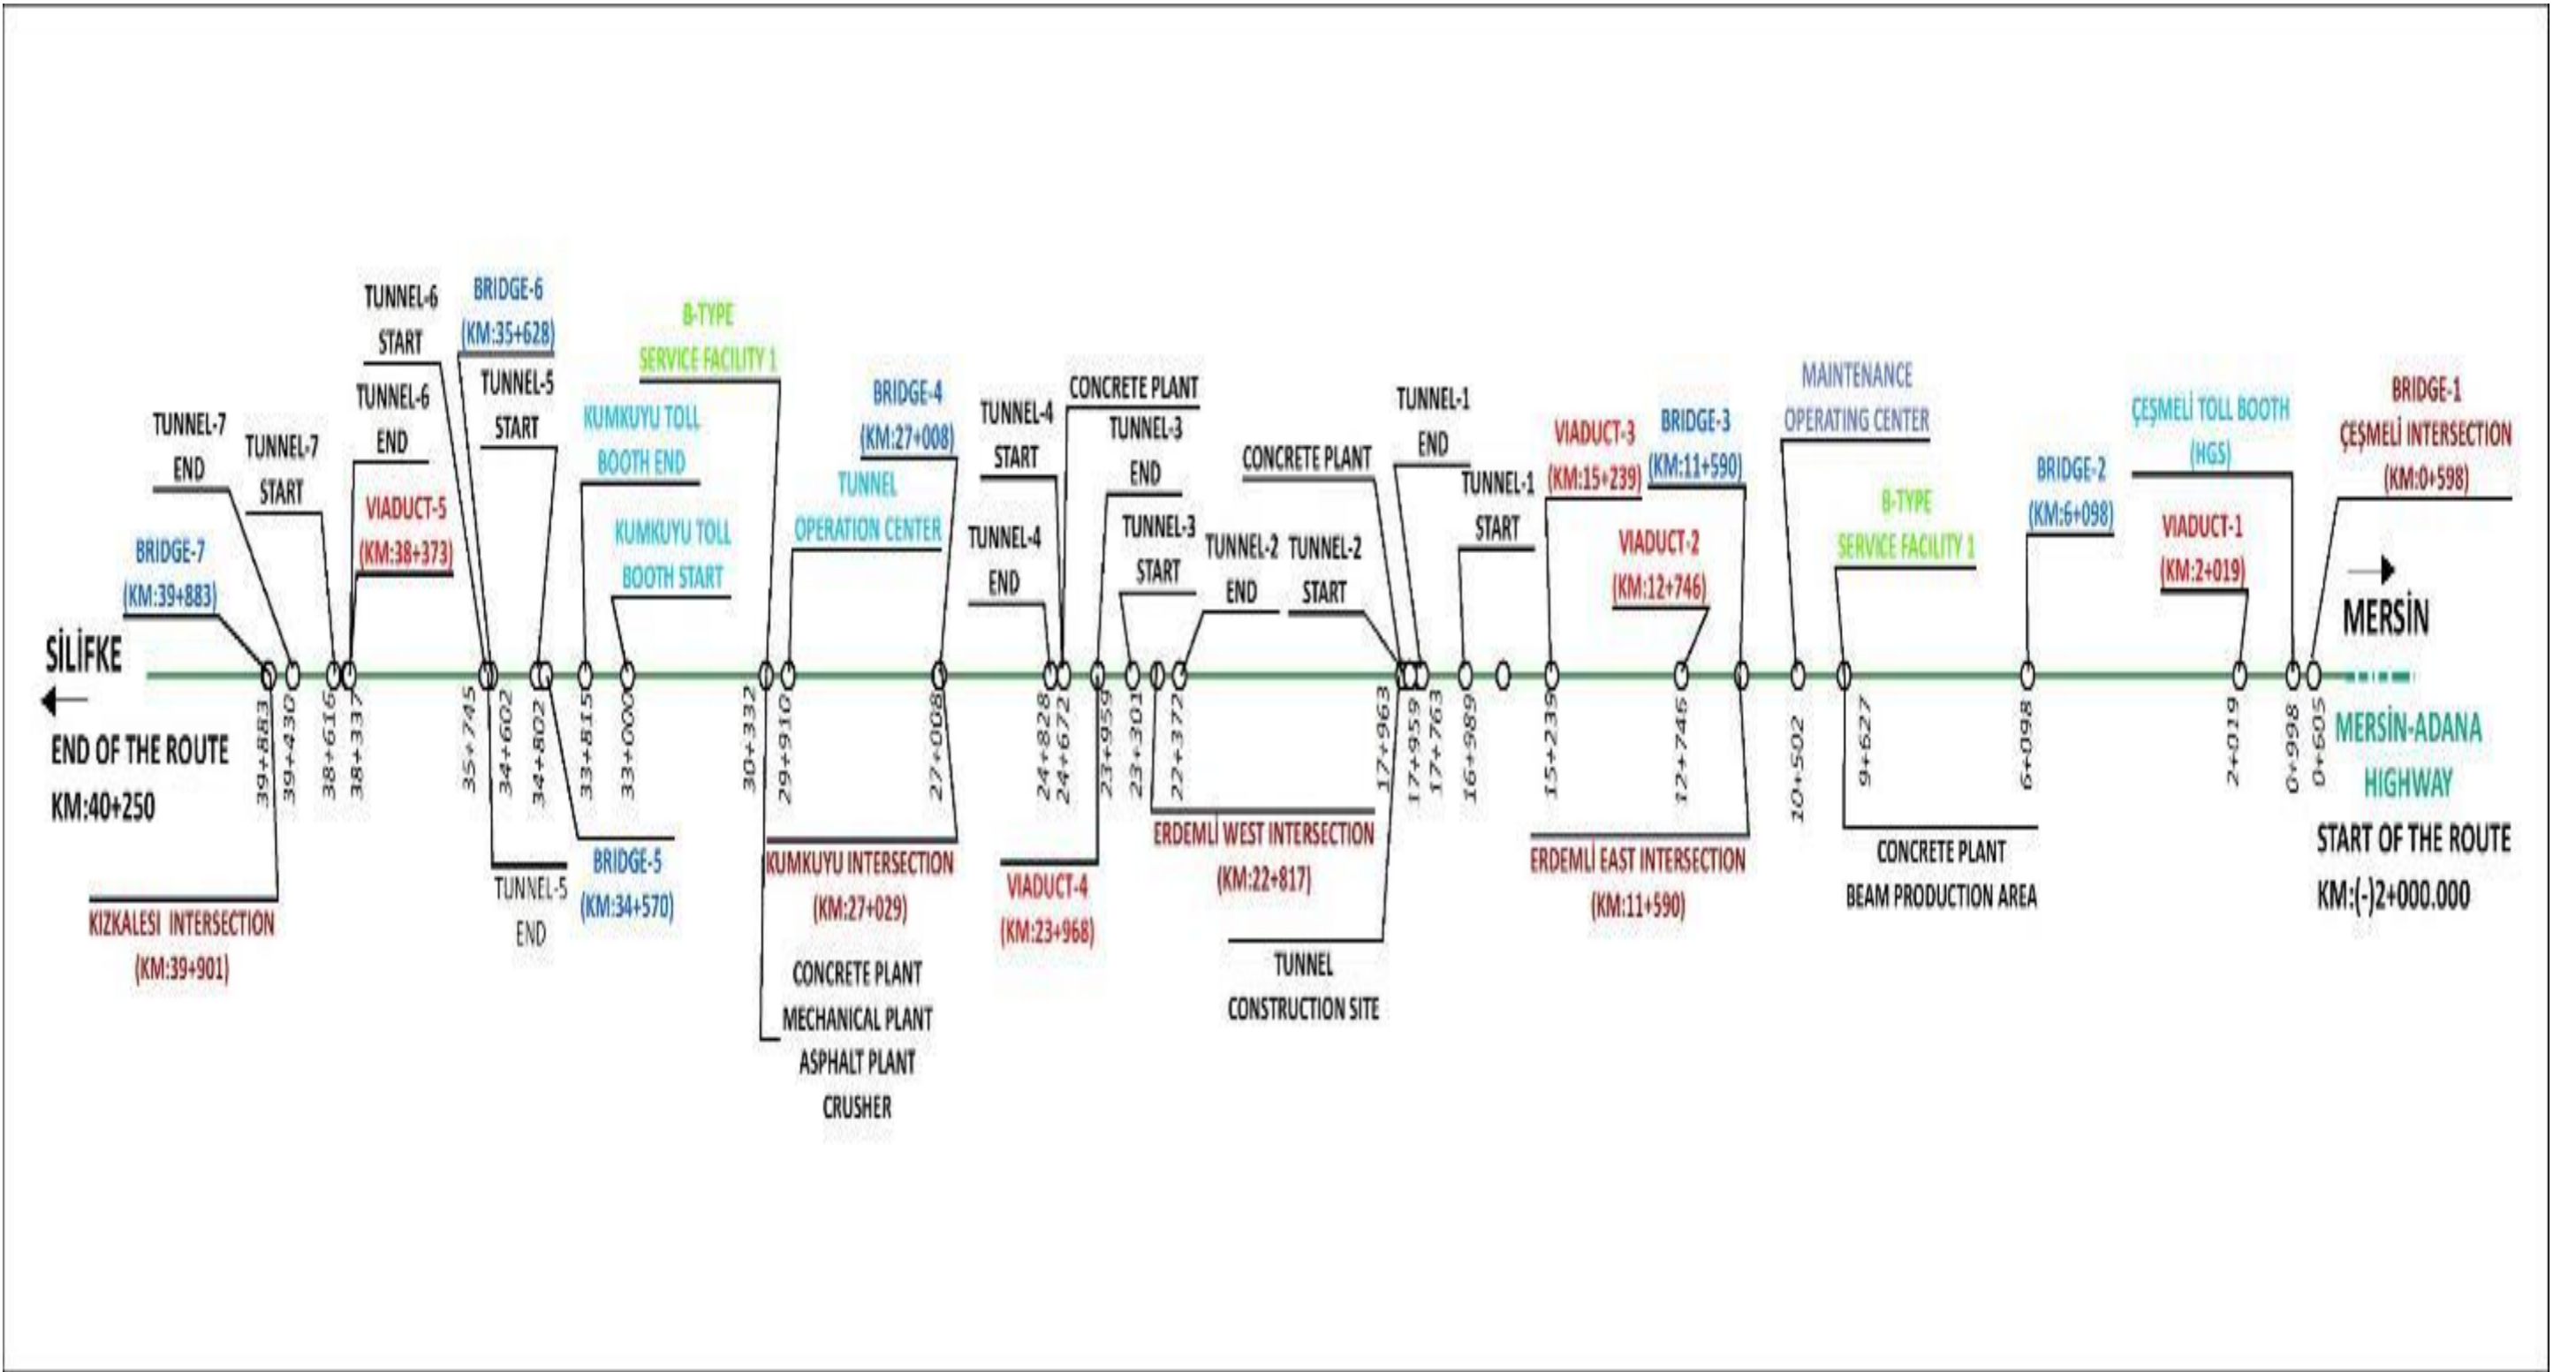 TUNNEL-7
END
TUNNEL-7
START
BRIDGE-7
(KM:39+883)
SİLİFKE
END OF THE ROUTE
KM:40+250
KIZKALESI INTERSECTION
(KM:39+901)
TUNNEL-6
START
TUNNEL-6
END
VIADUCT-5
(KM:38+373)
BRIDGE-6
(KM:35+628)
TUNNEL-5
START
KUMKUYU TOLL
BOOTH END
KUMKUYU TOLL
BOOTH START
B-TYPE
SERVICE FACILITY 1
TUNNEL
OPERATION CENTER
BRIDGE-4
(KM:27+008)
TUNNEL-4
START
TUNNEL-4
END
CONCRETE PLANT
TUNNEL-3
END
TUNNEL-3
START
TUNNEL-2
END
TUNNEL-2
START
CONCRETE PLANT
TUNNEL-1
END
TUNNEL-1
START
VIADUCT-3
(KM:15+239)
BRIDGE-3
(KM:11+590)
VIADUCT-2
(KM:12+746)
MAINTENANCE
OPERATING CENTER
B-TYPE
SERVICE FACILITY 1
BRIDGE-2
(KM:6+098)
ÇEŞMELİ TOLL BOOTH
(HGS)
VIADUCT-1
(KM:2+019)
BRIDGE-1
ÇEŞMELİ INTERSECTION
(KM:0+598)
MERSİN
39+883
39+430
38+616
38+337
35+745
34+602
34+802
33+815
33+000
30+332
29+910
27+008
24+828
24+672
23+959
23+301
22+372
17+963
17+959
17+763
16+989
15+239
12+746
10+502
9+627
6+098
2+019
0+998
0+605
TUNNEL-5
END
BRIDGE-5
(KM:34+570)
KUMKUYU INTERSECTION
(KM:27+029)
CONCRETE PLANT
MECHANICAL PLANT
ASPHALT PLANT
CRUSHER
VIADUCT-4
(KM:23+968)
ERDEMLİ WEST INTERSECTION
(KM:22+817)
TUNNEL
CONSTRUCTION SITE
ERDEMLİ EAST INTERSECTION
(KM:11+590)
CONCRETE PLANT
BEAM PRODUCTION AREA
MERSİN-ADANA
HIGHWAY
START OF THE ROUTE
KM:(-)2+000.000